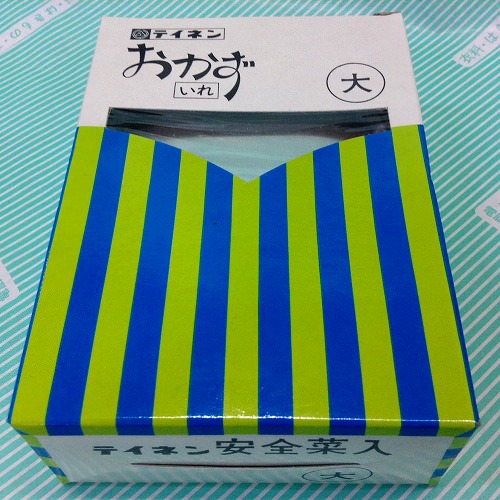 テイネン
おかず
いれ
大
テイネン 安全菜入
大